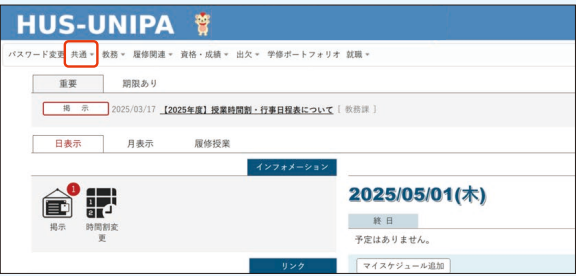 HUS-UNIPA
パスワード変更 共通 教務 履修関連 資格・成績 出欠 学修ポートフォリオ 就職
重要 期限あり
掲 示 2025/03/17 【2025年度】授業時間割・行事日程表について [ 教務課 ]
日表示 月表示 履修授業
インフォメーション
1
掲示 時間割変
更
リンク
2025/05/01(木)
終 日
予定はありません。
マイスケジュール追加